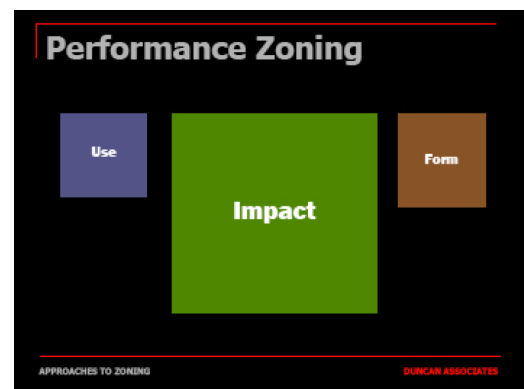 Performance Zoning
Use
Impact
Form
APPROACHES TO ZONING
DUNCAN ASSOCIATES